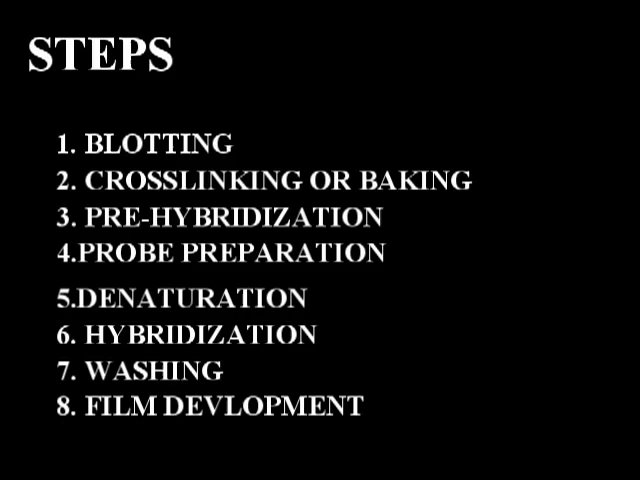 STEPS
1. BLOTTING
2. CROSSLINKING OR BAKING
3. PRE-HYBRIDIZATION
4.PROBE PREPARATION
5.DENATURATION
6. HYBRIDIZATION
7. WASHING
8. FILM DEVLOPMENT